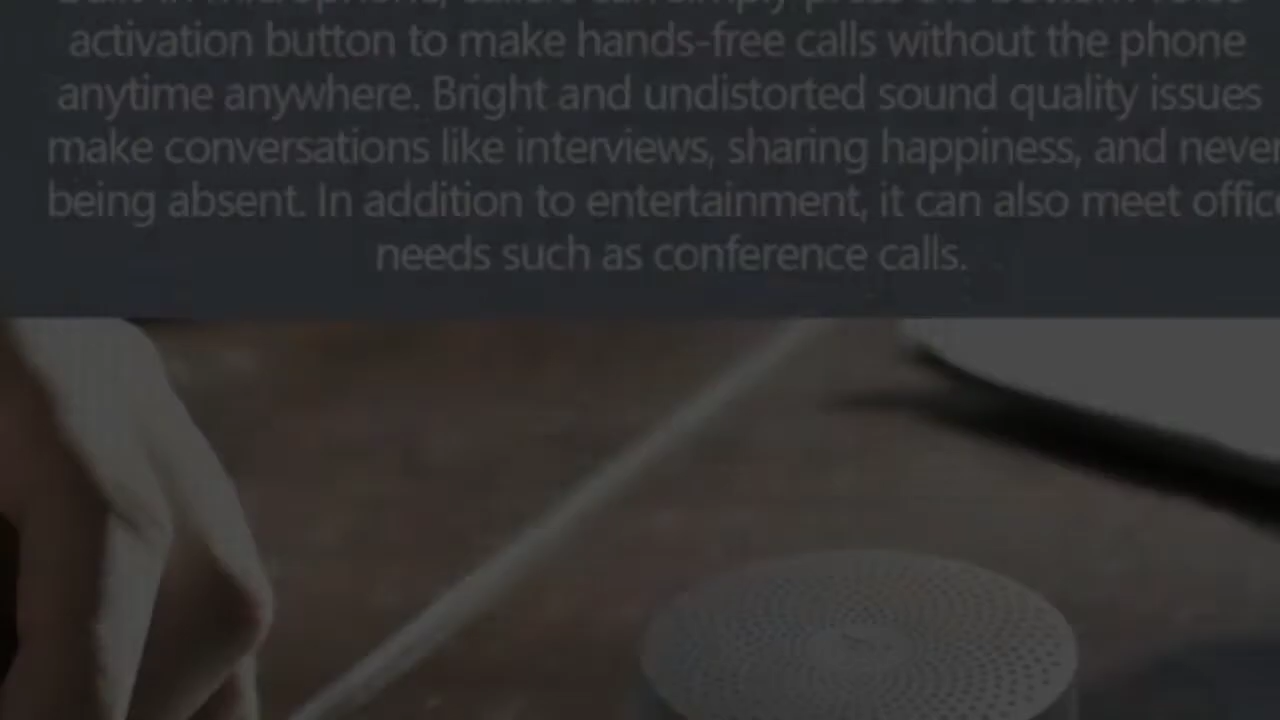 activation button to make hands-free calls without the phone
anytime anywhere. Bright and undistorted sound quality issues
make conversations like interviews, sharing happiness, and never
being absent. In addition to entertainment, it can also meet
needs such as conference calls.